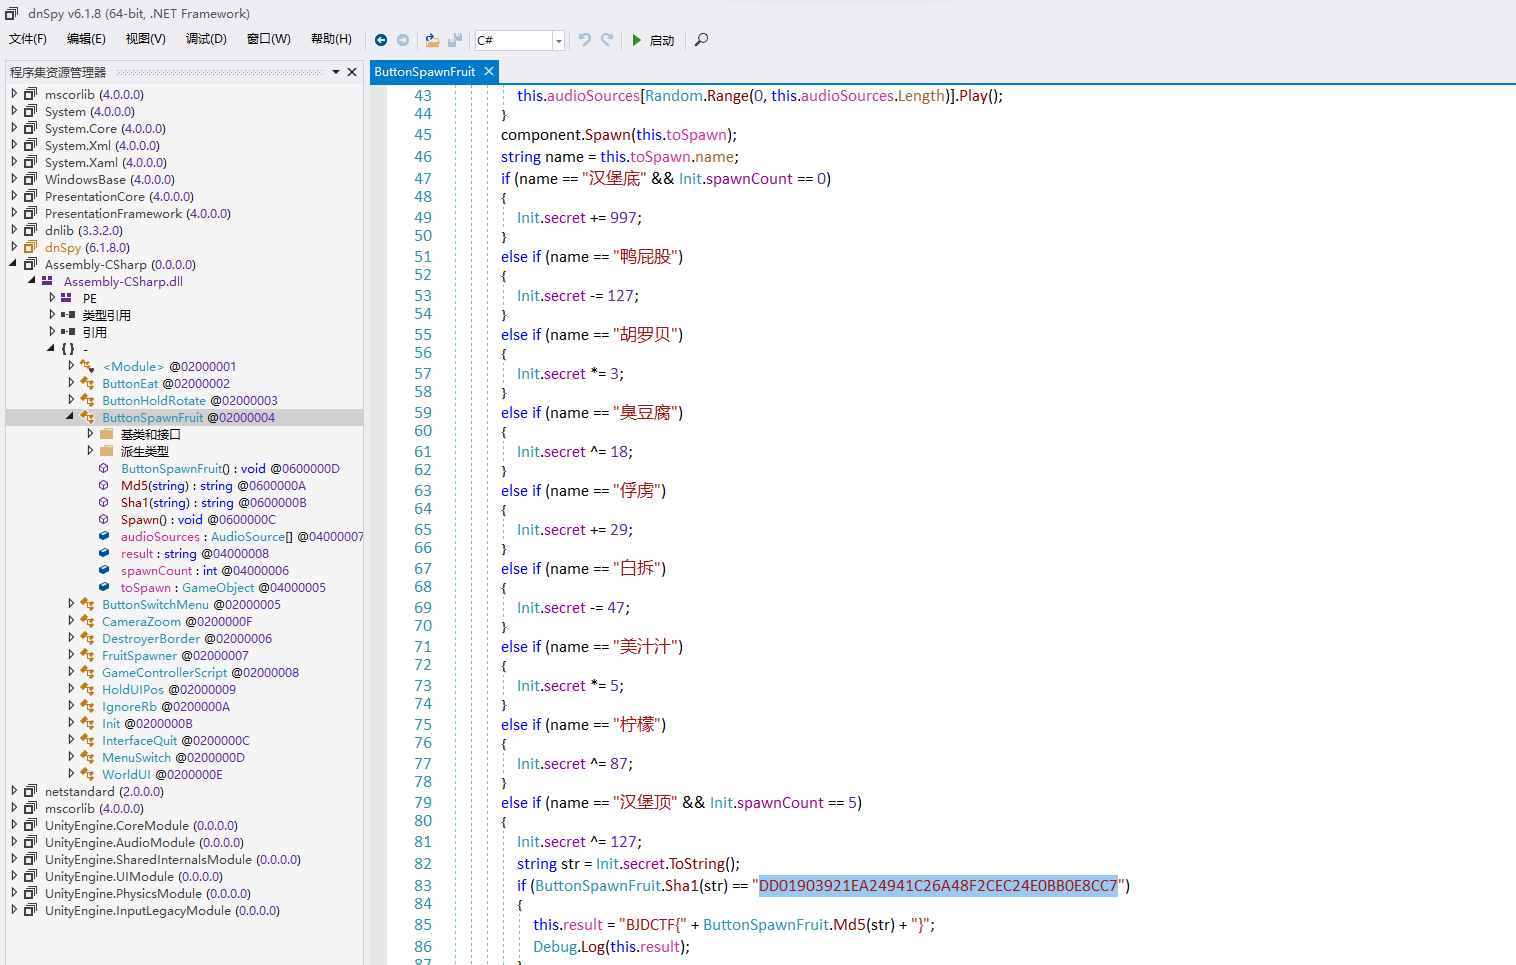 dnSpy v6.1.8 (64-bit, .NET Framework)
文件(F) 编辑(E) 视图(V) 调试(D) 窗口(W) 帮助(H) C# 启动
程序集资源管理器
mscorlib (4.0.0.0)
System (4.0.0.0)
System.Core (4.0.0.0)
System.Xml (4.0.0.0)
System.Xaml (4.0.0.0)
WindowsBase (4.0.0.0)
PresentationCore (4.0.0.0)
PresentationFramework (4.0.0.0)
dnlib (3.3.2.0)
dnSpy (6.1.8.0)
Assembly-CSharp (0.0.0.0)
Assembly-CSharp.dll
PE
类型引用
引用
{ } -
<Module> @02000001
ButtonEat @02000002
ButtonHoldRotate @02000003
ButtonSpawnFruit @02000004
基类和接口
派生类型
ButtonSpawnFruit() : void @0600000D
Md5(string) : string @0600000A
Sha1(string) : string @0600000B
Spawn() : void @0600000C
audioSources : AudioSource[] @04000007
result : string @04000008
spawnCount : int @04000006
toSpawn : GameObject @04000005
ButtonSwitchMenu @02000005
CameraZoom @0200000F
DestroyerBorder @02000006
FruitSpawner @02000007
GameControllerScript @02000008
HoldUIPos @02000009
IgnoreRb @0200000A
Init @0200000B
InterfaceQuit @0200000C
MenuSwitch @0200000D
WorldUI @0200000E
netstandard (2.0.0.0)
mscorlib (4.0.0.0)
UnityEngine.CoreModule (0.0.0.0)
UnityEngine.AudioModule (0.0.0.0)
UnityEngine.SharedInternalsModule (0.0.0.0)
UnityEngine.UIModule (0.0.0.0)
UnityEngine.PhysicsModule (0.0.0.0)
UnityEngine.InputLegacyModule (0.0.0.0)
ButtonSpawnFruit
43 this.audioSources[Random.Range(0, this.audioSources.Length)].Play();
44 }
45 component.Spawn(this.toSpawn);
46 string name = this.toSpawn.name;
47 if (name == "汉堡底" && Init.spawnCount == 0)
48 {
49 Init.secret += 997;
50 }
51 else if (name == "鸭屁股")
52 {
53 Init.secret -= 127;
54 }
55 else if (name == "胡罗贝")
56 {
57 Init.secret *= 3;
58 }
59 else if (name == "臭豆腐")
60 {
61 Init.secret ^= 18;
62 }
63 else if (name == "俘虏")
64 {
65 Init.secret += 29;
66 }
67 else if (name == "白拆")
68 {
69 Init.secret -= 47;
70 }
71 else if (name == "美汁汁")
72 {
73 Init.secret *= 5;
74 }
75 else if (name == "柠檬")
76 {
77 Init.secret ^= 87;
78 }
79 else if (name == "汉堡顶" && Init.spawnCount == 5)
80 {
81 Init.secret ^= 127;
82 string str = Init.secret.ToString();
83 if (ButtonSpawnFruit.Sha1(str) == "DD01903921EA24941C26A48F2CEC24E0BB0E8CC7")
84 {
85 this.result = "BJDCTF{" + ButtonSpawnFruit.Md5(str) + "}";
86 Debug.Log(this.result);
87 }